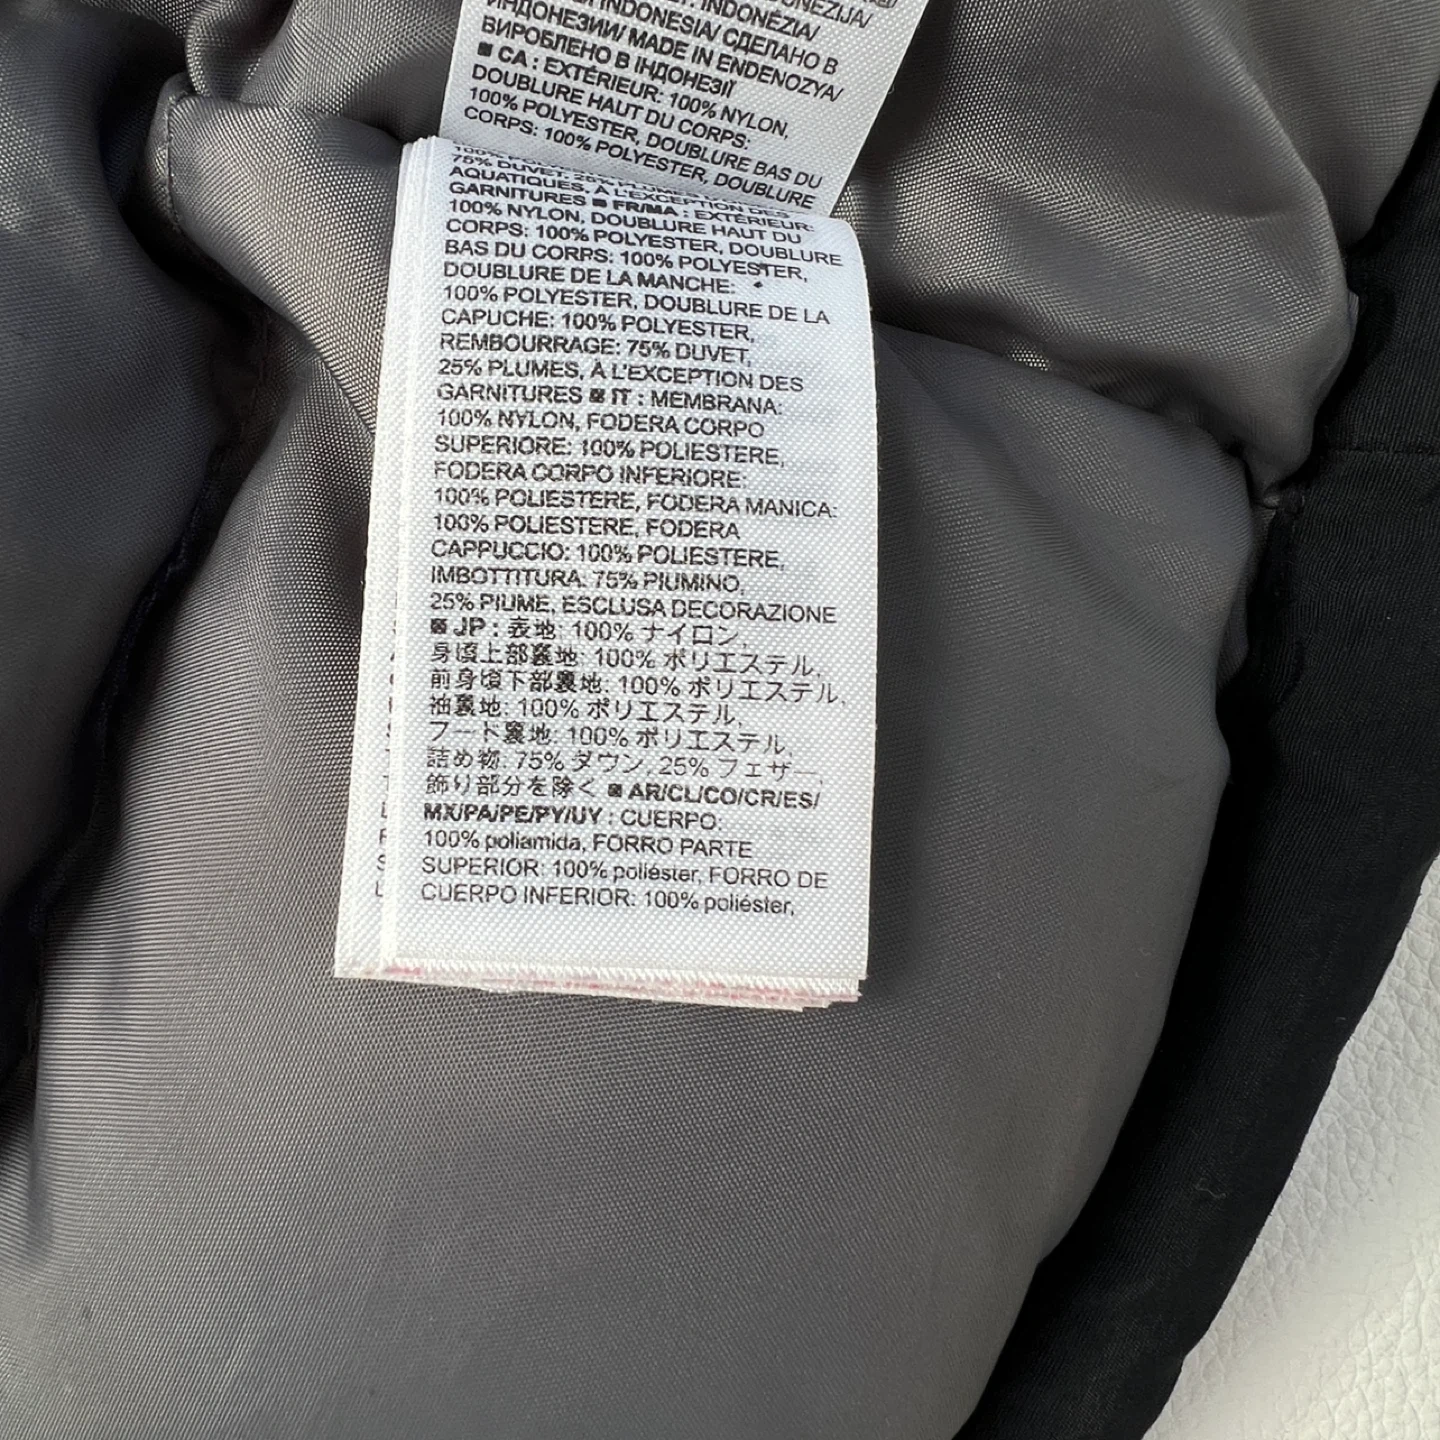 INDONÉZIA/
INDONESIA/ СДЕЛАНО В
ИНДОНЕЗИИ/ MADE IN ENDENOZYA/
ВИРОБЛЕНО В ІНДОНЕЗІЇ
■ CA : EXTÉRIEUR: 100% NYLON,
DOUBLURE HAUT DU CORPS:
100% POLYESTER, DOUBLURE BAS DU
CORPS: 100% POLYESTER, DOUBLURE
75% DUVET, 25% PLUMES
AQUATIQUES, À L'EXCEPTION DES
GARNITURES ■ FR/MA : EXTÉRIEUR:
100% NYLON, DOUBLURE HAUT DU
CORPS: 100% POLYESTER, DOUBLURE
BAS DU CORPS: 100% POLYESTER,
DOUBLURE DE LA MANCHE:
100% POLYESTER, DOUBLURE DE LA
CAPUCHE: 100% POLYESTER,
REMBOURRAGE: 75% DUVET,
25% PLUMES, À L'EXCEPTION DES
GARNITURES ■ IT : MEMBRANA:
100% NYLON, FODERA CORPO
SUPERIORE: 100% POLIESTERE,
FODERA CORPO INFERIORE:
100% POLIESTERE, FODERA MANICA:
100% POLIESTERE, FODERA
CAPPUCCIO: 100% POLIESTERE,
IMBOTTITURA: 75% PIUMINO,
25% PIUME, ESCLUSA DECORAZIONE
■ JP : 表地: 100% ナイロン,
身頃上部裏地: 100% ポリエステル,
前身頃下部裏地: 100% ポリエステル,
袖裏地: 100% ポリエステル,
フード裏地: 100% ポリエステル,
詰め物: 75% ダウン, 25% フェザー,
飾り部分を除く ■ AR/CL/CO/CR/ES/
MX/PA/PE/PY/UY : CUERPO:
100% poliamida, FORRO PARTE
SUPERIOR: 100% poliéster, FORRO DE
CUERPO INFERIOR: 100% poliéster,